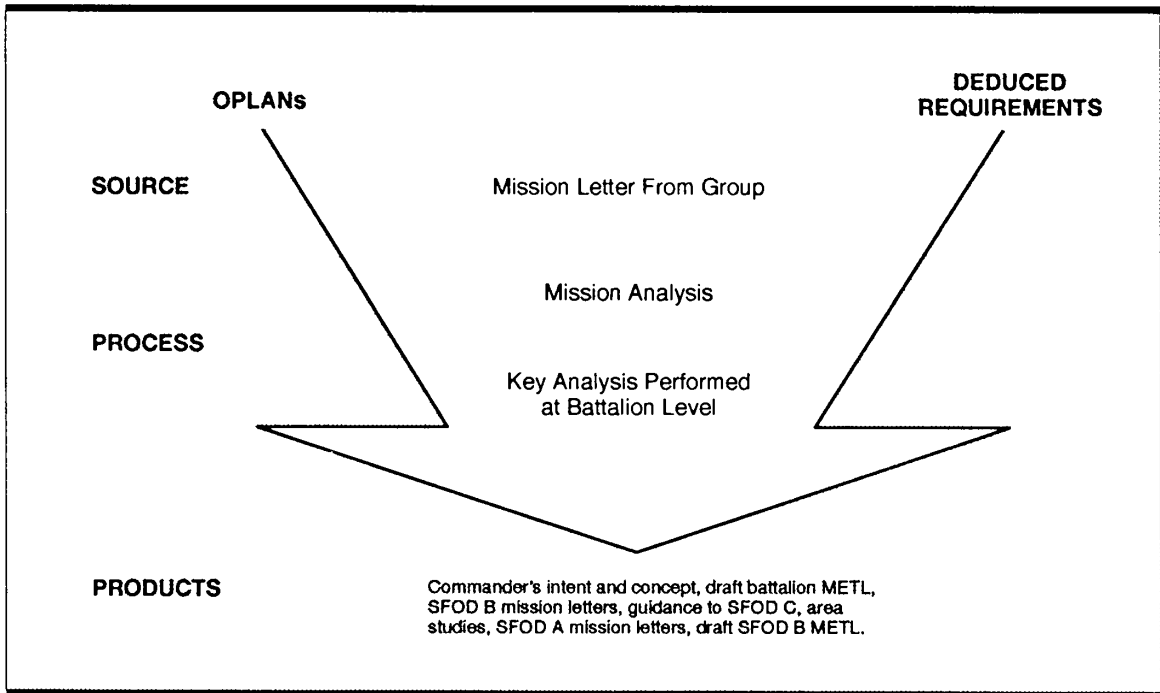 OPLANs
DEDUCED
REQUIREMENTS
SOURCE
Mission Letter From Group
Mission Analysis
PROCESS
Key Analysis Performed
at Battalion Level
PRODUCTS
Commander's intent and concept, draft battalion METL,
SFOD B mission letters, guidance to SFOD C, area
studies, SFOD A mission letters, draft SFOD B METL.